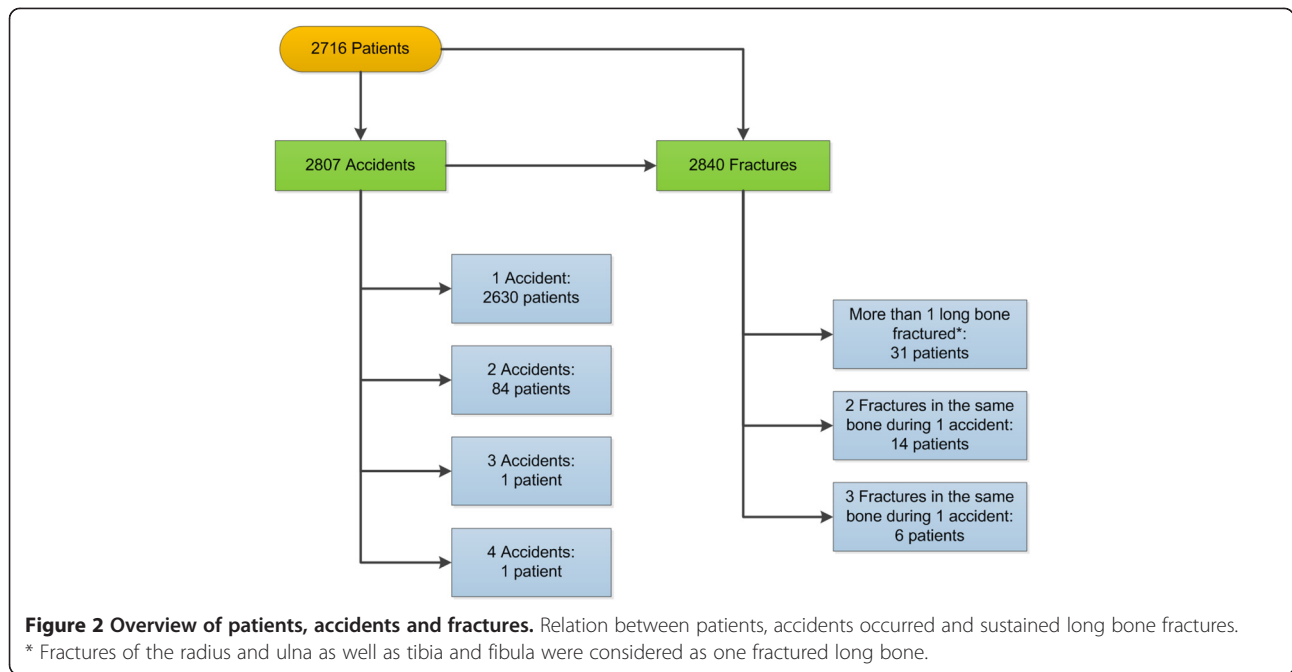 2716 Patients
2807 Accidents
2840 Fractures
1 Accident:
2630 patients
2 Accidents:
84 patients
3 Accidents:
1 patient
4 Accidents:
1 patient
More than 1 long bone
fractured*:
31 patients
2 Fractures in the same
bone during 1 accident:
14 patients
3 Fractures in the same
bone during 1 accident:
6 patients
Figure 2 Overview of patients, accidents and fractures. Relation between patients, accidents occurred and sustained long bone fractures.
* Fractures of the radius and ulna as well as tibia and fibula were considered as one fractured long bone.